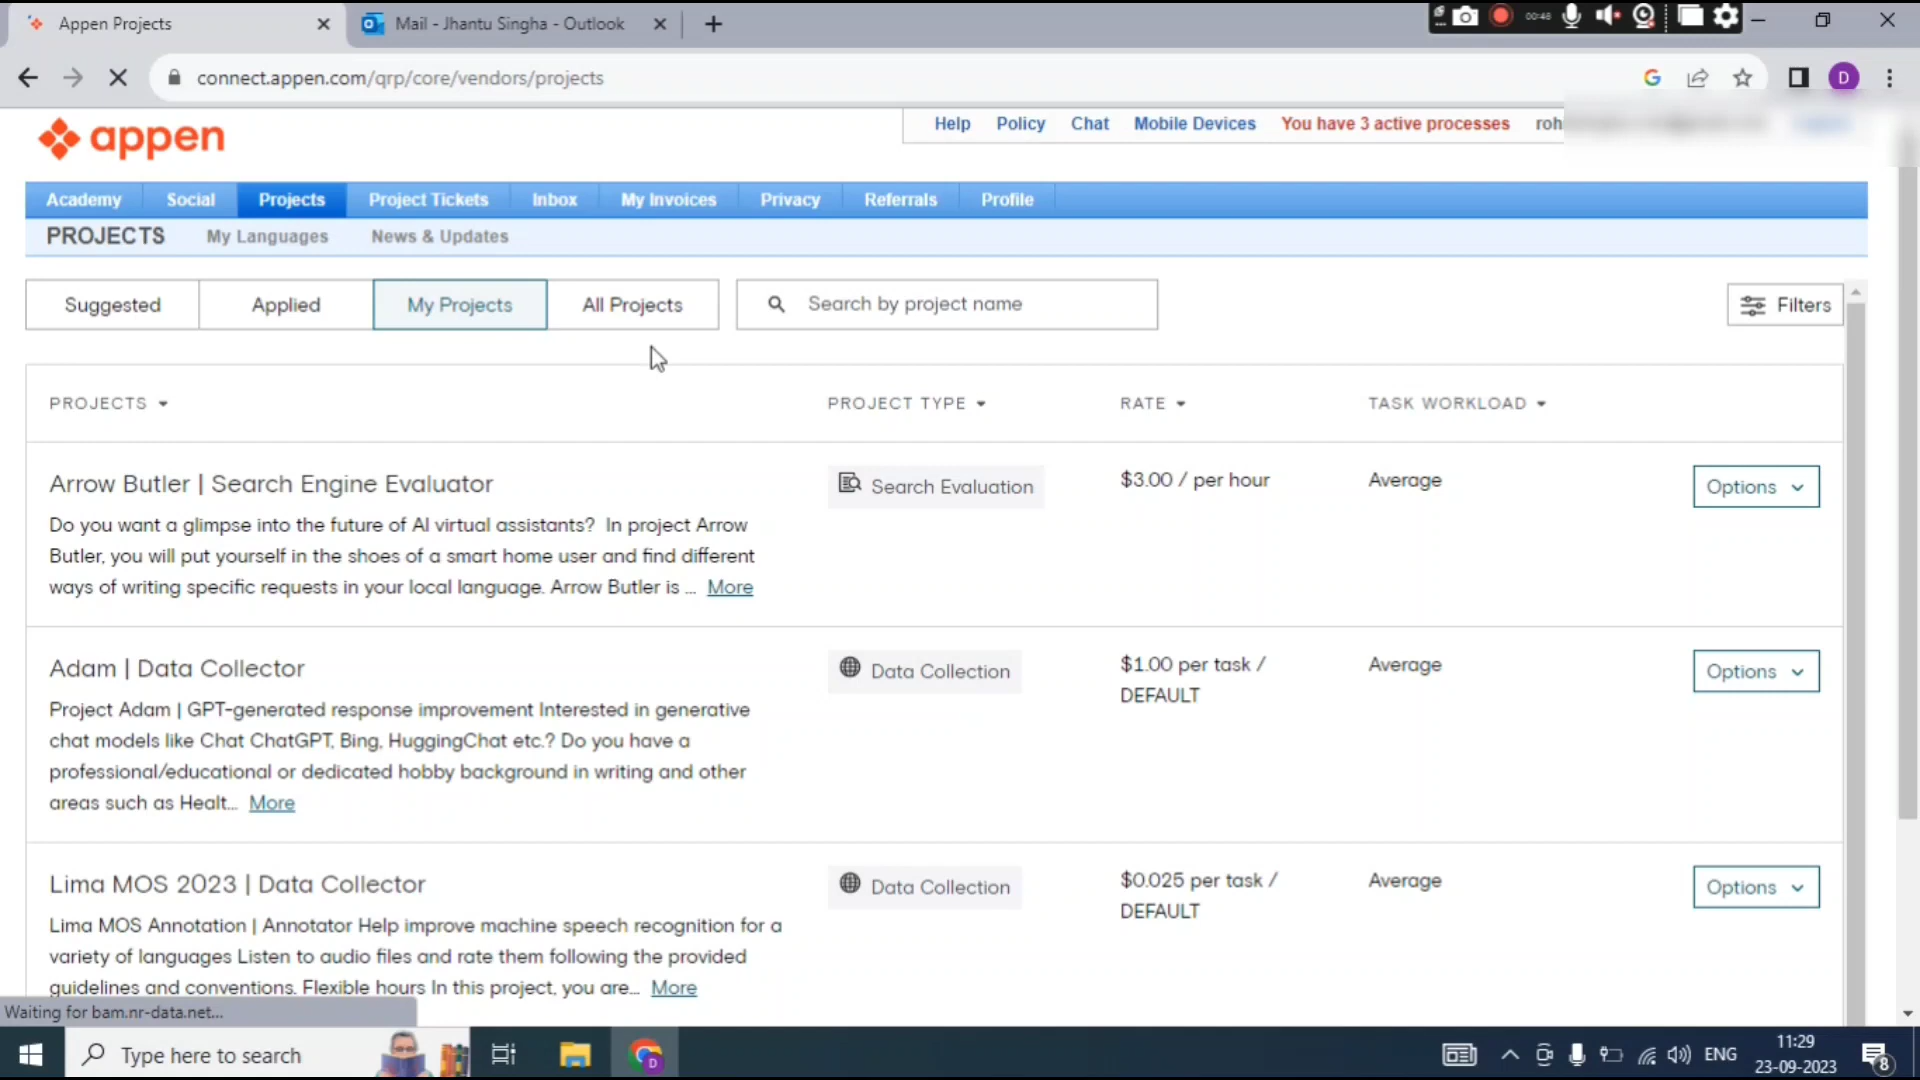 Appen Projects
Mail - Jhantu Singha - Outlook
00:48
connect.appen.com/qrp/core/vendors/projects
D
appen
Help Policy Chat Mobile Devices You have 3 active processes
Academy Social Projects Project Tickets Inbox My Invoices Privacy Referrals Profile
PROJECTS My Languages News & Updates
Suggested Applied My Projects All Projects Search by project name Filters
PROJECTS PROJECT TYPE RATE TASK WORKLOAD
Arrow Butler | Search Engine Evaluator
Search Evaluation $3.00 / per hour Average Options
Do you want a glimpse into the future of AI virtual assistants? In project Arrow
Butler, you will put yourself in the shoes of a smart home user and find different
ways of writing specific requests in your local language. Arrow Butler is ... More
Adam | Data Collector
Data Collection $1.00 per task / Average Options
DEFAULT
Project Adam | GPT-generated response improvement Interested in generative
chat models like Chat ChatGPT, Bing, HuggingChat etc.? Do you have a
professional/educational or dedicated hobby background in writing and other
areas such as Healt... More
Lima MOS 2023 | Data Collector
Data Collection $0.025 per task / Average Options
DEFAULT
Lima MOS Annotation | Annotator Help improve machine speech recognition for a
variety of languages Listen to audio files and rate them following the provided
guidelines and conventions. Flexible hours In this project, you are... More
Waiting for bam.nr-data.net...
Type here to search
D
ENG
11:29
23-09-2023
8